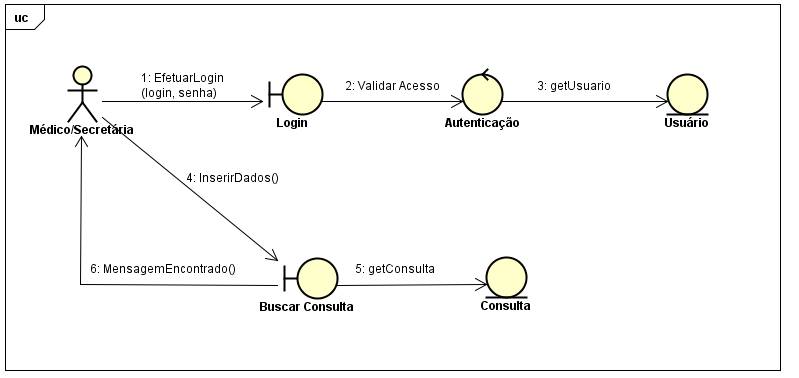 uc
1: EfetuarLogin
(login, senha)
2: Validar Acesso
3: getUsuario
Médico/Secretária
Login
Autenticação
Usuário
4: InserirDados()
6: MensagemEncontrado()
5: getConsulta
Buscar Consulta
Consulta